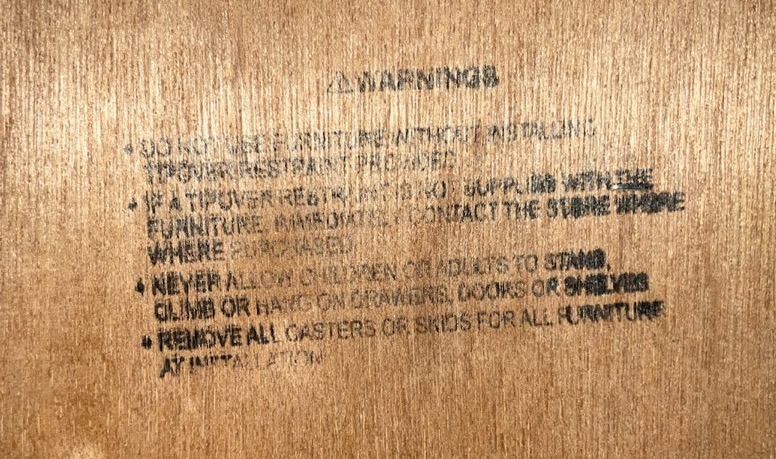 ⚠WARNINGS
• DO NOT USE FURNITURE WITHOUT INSTALLING
TIPOVER RESTRAINT PROVIDED
• IF A TIPOVER RESTRAINT IS NOT SUPPLIED WITH THE
FURNITURE, IMMEDIATELY CONTACT THE STORE WHERE
WHERE PURCHASED
• NEVER ALLOW CHILDREN OR ADULTS TO STAND,
CLIMB OR HANG ON DRAWERS, DOORS OR SHELVES
• REMOVE ALL CASTERS OR SKIDS FOR ALL FURNITURE
AT INSTALLATION